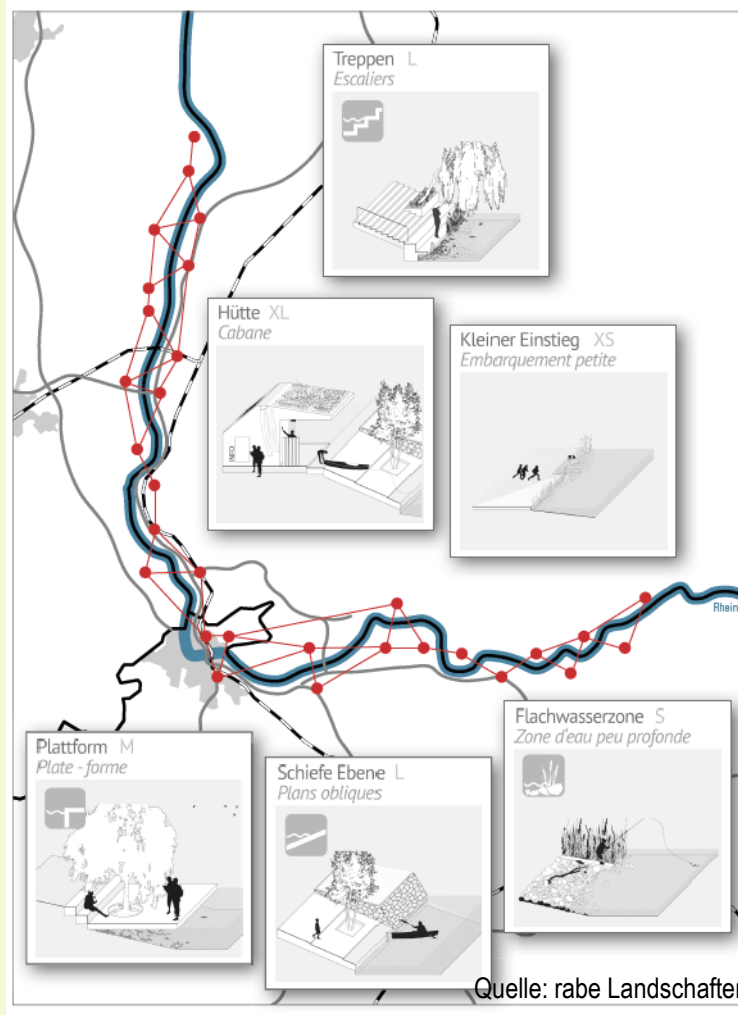 Treppen L
Escaliers
Hütte XL
Cabane
INFO
Kleiner Einstieg XS
Embarquement petite
Rhein
Flachwasserzone S
Zone d'eau peu profonde
Plattform M
Plate - forme
Schiefe Ebene L
Plans obliques
Quelle: rabe Landschaften